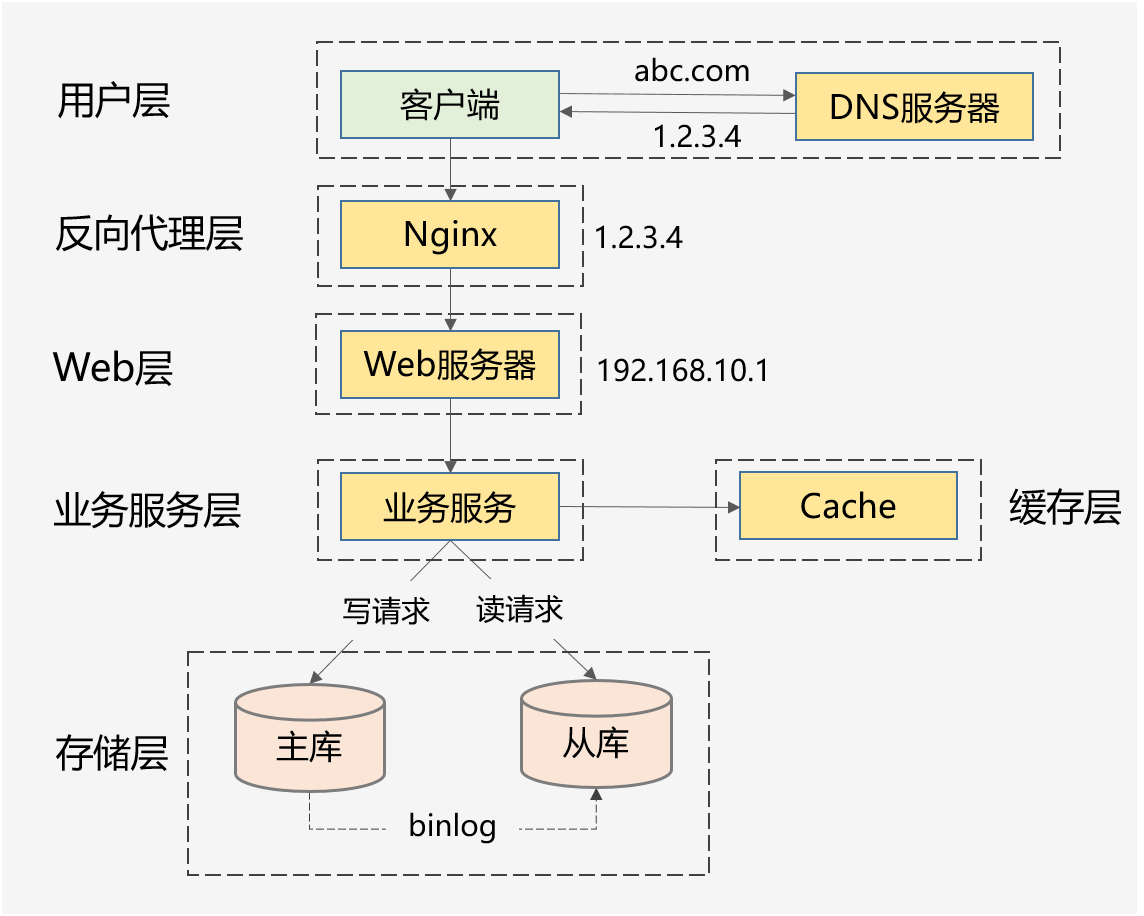 用户层
客户端
abc.com
1.2.3.4
DNS服务器
反向代理层
Nginx
1.2.3.4
Web层
Web服务器
192.168.10.1
业务服务层
业务服务
Cache
缓存层
写请求
读请求
存储层
主库
从库
binlog